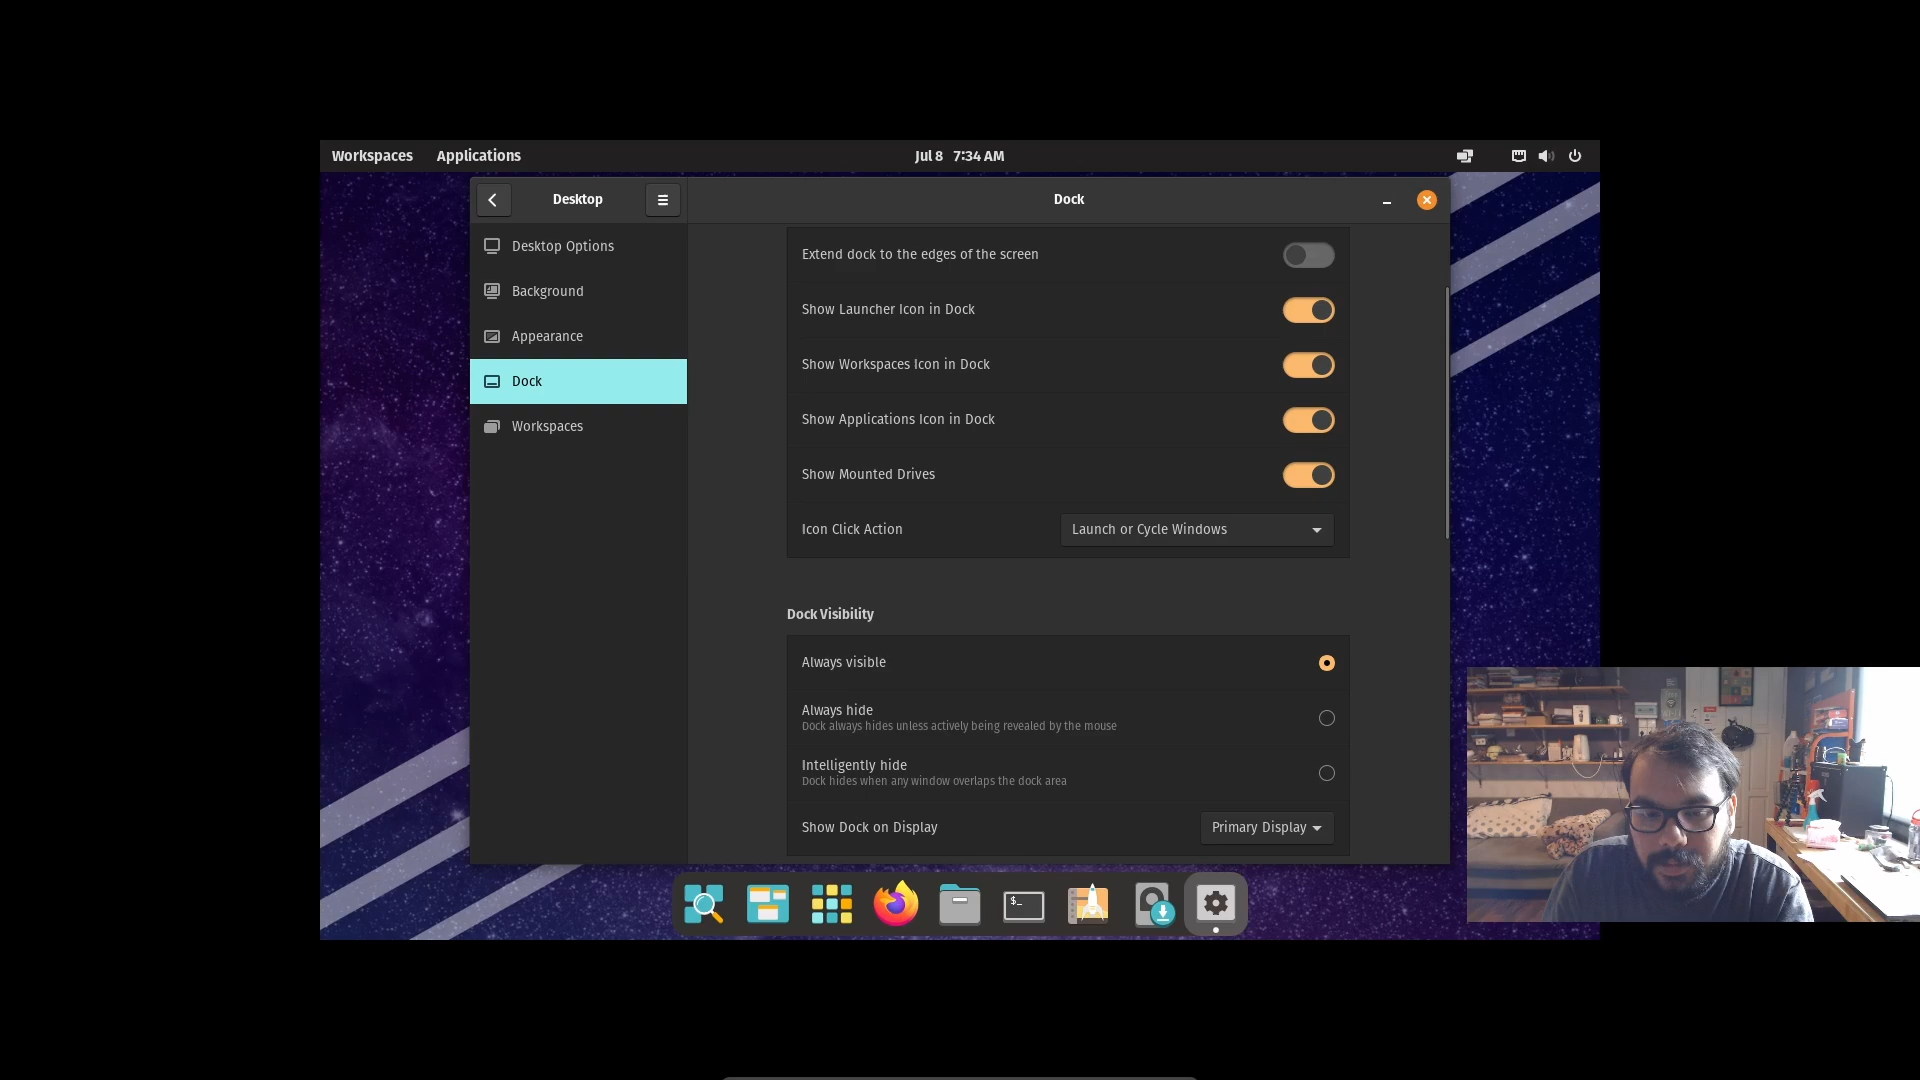 Workspaces Applications Jul 8 7:34 AM
Desktop Dock
Desktop Options
Background
Appearance
Dock
Workspaces
Extend dock to the edges of the screen
Show Launcher Icon in Dock
Show Workspaces Icon in Dock
Show Applications Icon in Dock
Show Mounted Drives
Icon Click Action Launch or Cycle Windows
Dock Visibility
Always visible
Always hide
Dock always hides unless actively being revealed by the mouse
Intelligently hide
Dock hides when any window overlaps the dock area
Show Dock on Display Primary Display
$_